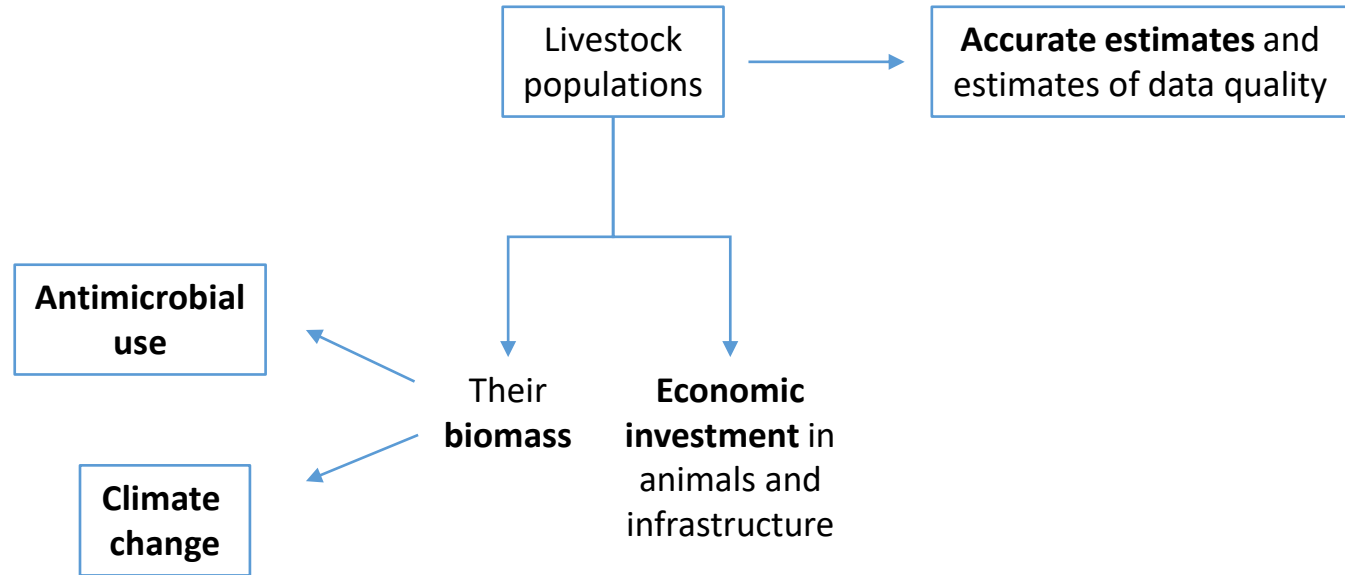 Livestock
populations
Accurate estimates and
estimates of data quality
Antimicrobial
use
Their
biomass
Economic
investment in
animals and
infrastructure
Climate
change